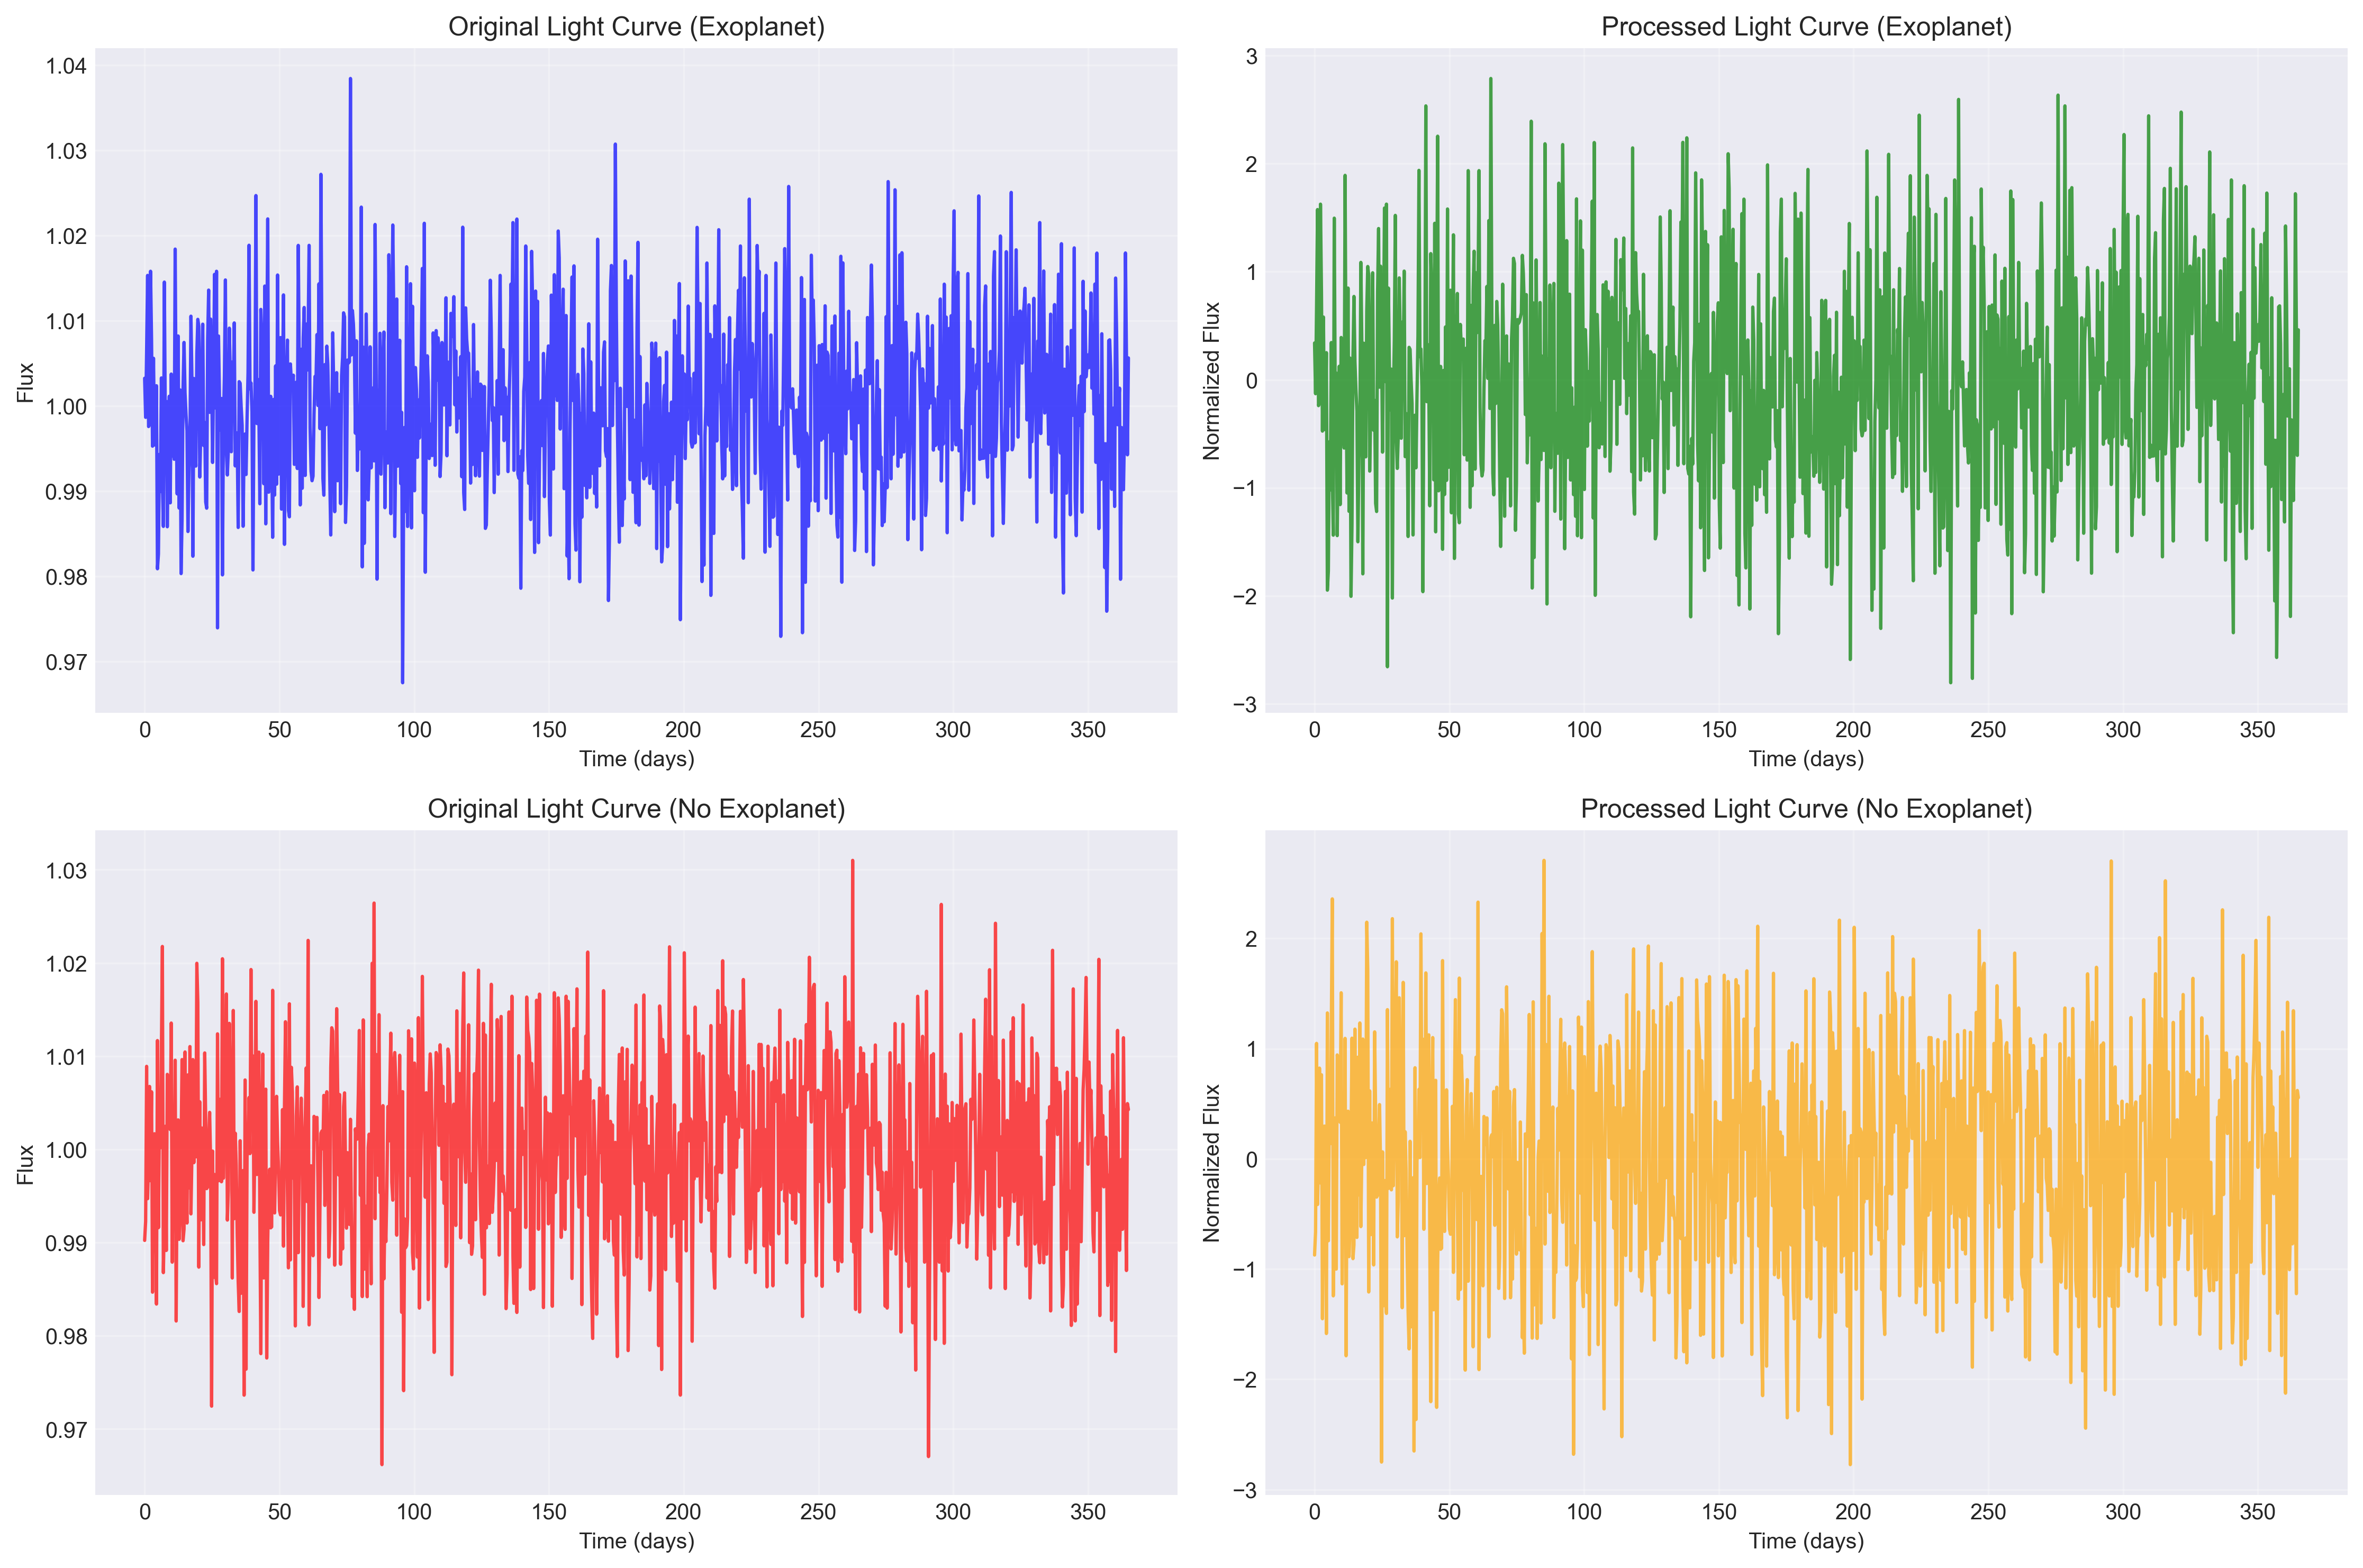 Original Light Curve (Exoplanet)
1.04
1.03
1.02
1.01
1.00
0.99
0.98
0.97
Flux
0 50 100 150 200 250 300 350
Time (days)
Processed Light Curve (Exoplanet)
3
2
1
0
−1
−2
−3
Normalized Flux
0 50 100 150 200 250 300 350
Time (days)
Original Light Curve (No Exoplanet)
1.03
1.02
1.01
1.00
0.99
0.98
0.97
Flux
0 50 100 150 200 250 300 350
Time (days)
Processed Light Curve (No Exoplanet)
2
1
0
−1
−2
−3
Normalized Flux
0 50 100 150 200 250 300 350
Time (days)